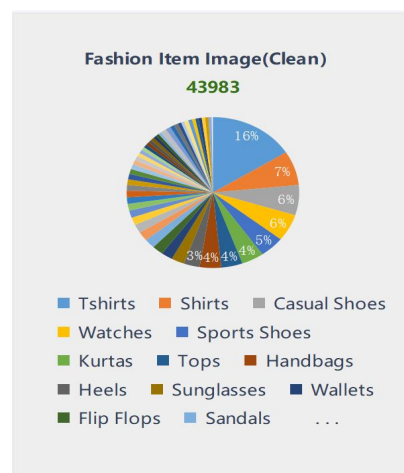 Fashion Item Image(Clean)
43983
16%
7%
6%
6%
5%
4%
4%
4%
3%
Tshirts Shirts Casual Shoes
Watches Sports Shoes
Kurtas Tops Handbags
Heels Sunglasses Wallets
Flip Flops Sandals ...